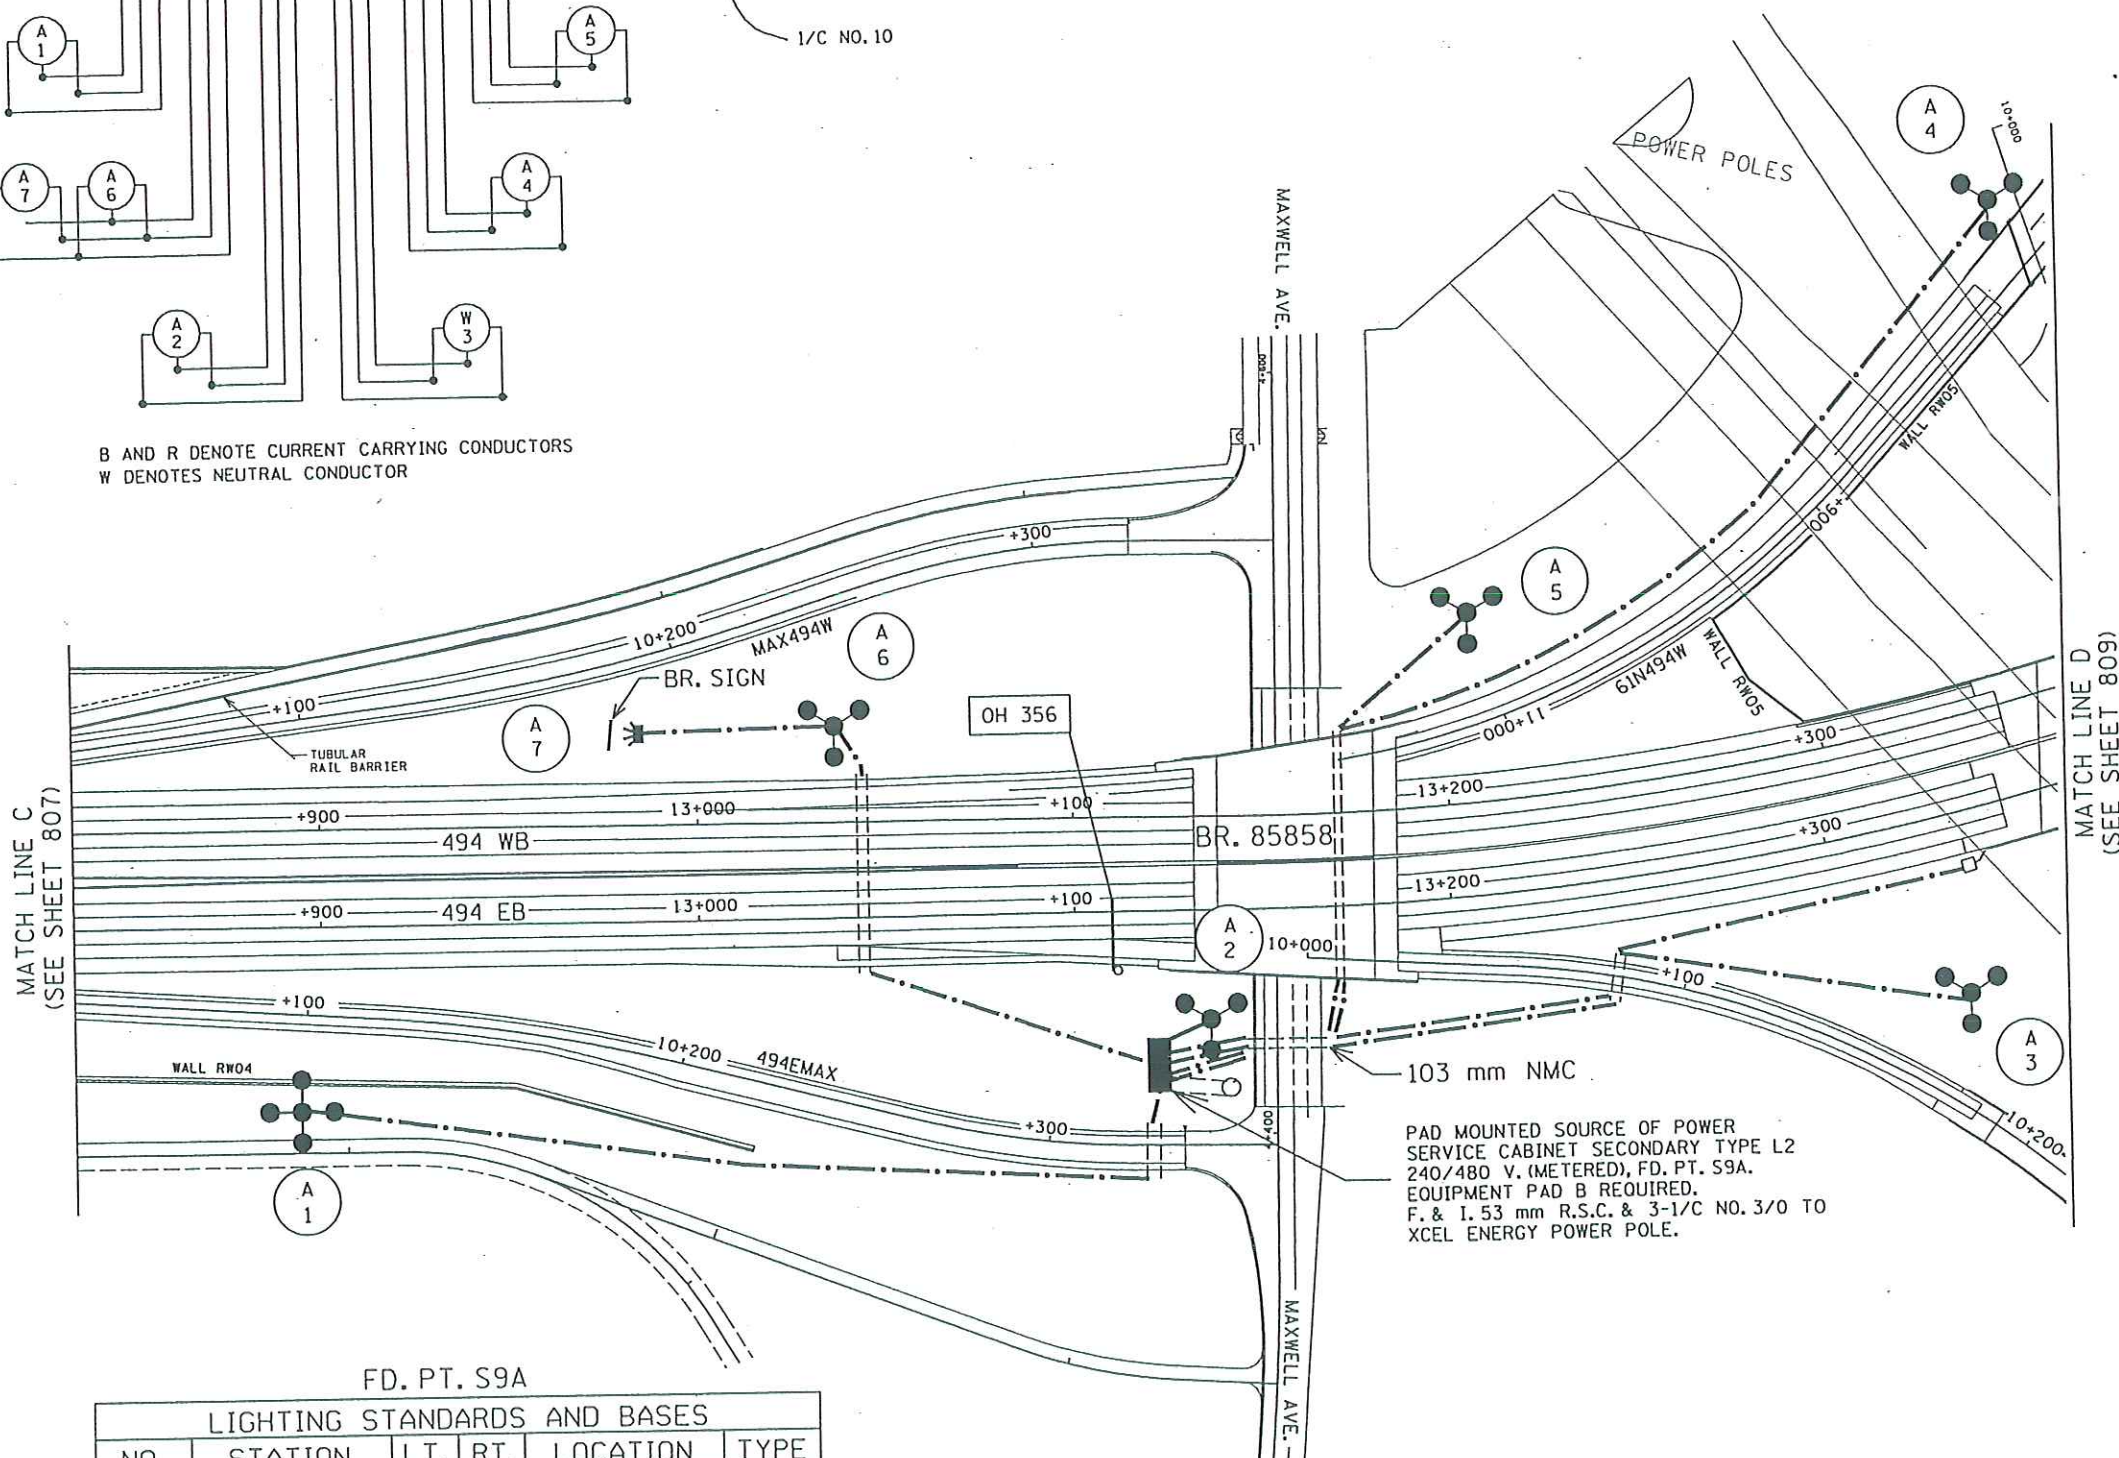 A
1
A
5
1/C NO. 10
A
7
A
6
A
4
A
2
W
3
B AND R DENOTE CURRENT CARRYING CONDUCTORS
W DENOTES NEUTRAL CONDUCTOR
A
4
10+000
POWER POLES
MAXWELL AVE.
WALL RW05
+900
A
5
+300
10+200
MAX494W
A
6
BR. SIGN
+100
A
7
TUBULAR
RAIL BARRIER
OH 356
WALL RW05
61N494W
11+000
+300
13+200
+900
13+000
+100
494 WB
BR. 85858
+300
13+200
+900
494 EB
13+000
+100
A
2
10+000
+100
MATCH LINE C
(SEE SHEET 807)
MATCH LINE D
(SEE SHEET 809)
+100
10+200
494EMAX
WALL RW04
+300
+400
A
1
A
3
10+200
103 mm NMC
PAD MOUNTED SOURCE OF POWER
SERVICE CABINET SECONDARY TYPE L2
240/480 V. (METERED), FD. PT. S9A.
EQUIPMENT PAD B REQUIRED.
F. & I. 53 mm R.S.C. & 3-1/C NO. 3/0 TO
XCEL ENERGY POWER POLE.
MAXWELL AVE.
FD. PT. S9A
LIGHTING STANDARDS AND BASES
NO. STATION LT. RT. LOCATION TYPE